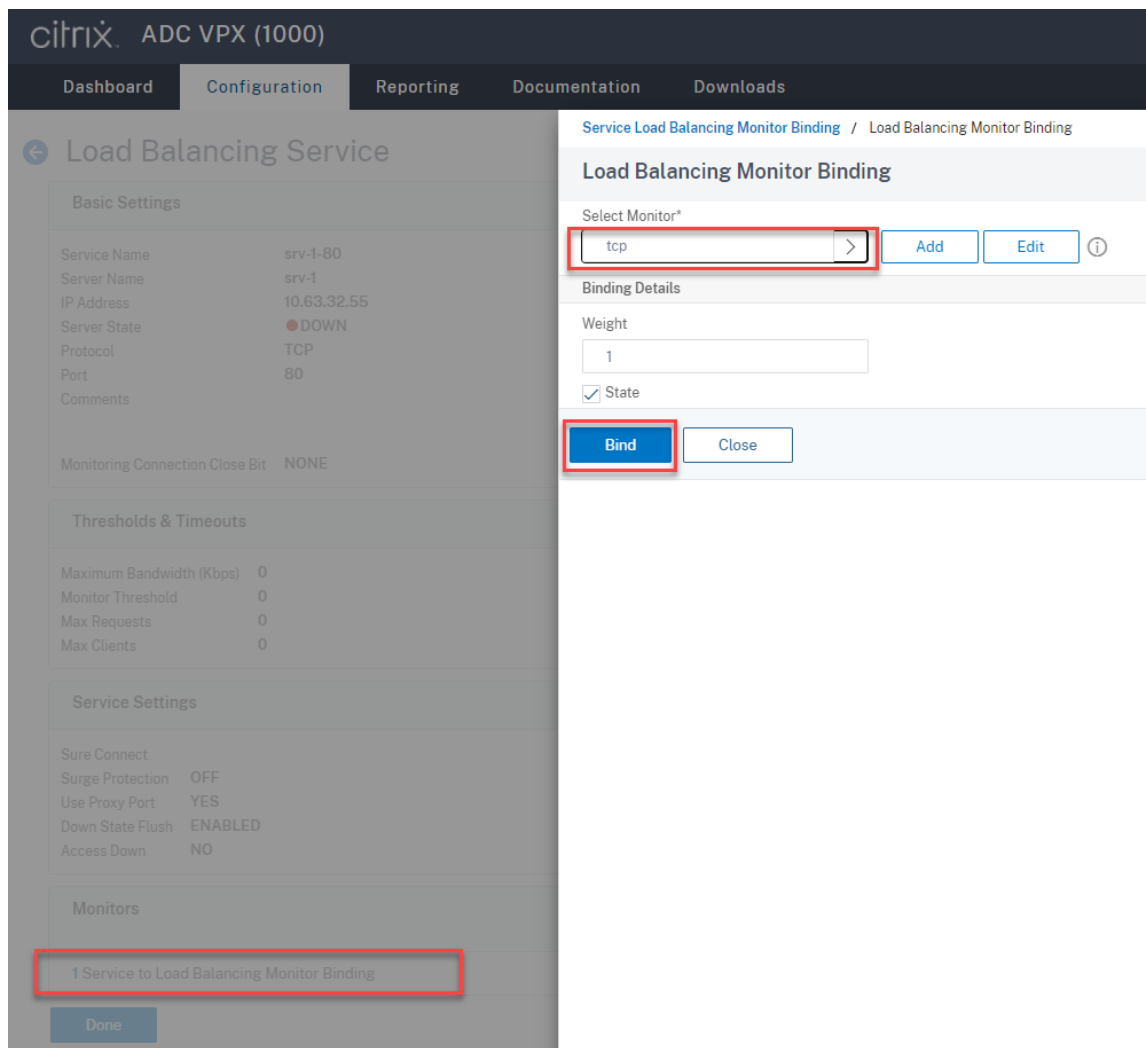 citrix. ADC VPX (1000)
Dashboard Configuration Reporting Documentation Downloads
Load Balancing Service
Basic Settings
Service Name srv-1-80
Server Name srv-1
IP Address 10.63.32.55
Server State DOWN
Protocol TCP
Port 80
Comments
Monitoring Connection Close Bit NONE
Thresholds & Timeouts
Maximum Bandwidth (Kbps) 0
Monitor Threshold 0
Max Requests 0
Max Clients 0
Service Settings
Sure Connect
Surge Protection OFF
Use Proxy Port YES
Down State Flush ENABLED
Access Down NO
Monitors
1 Service to Load Balancing Monitor Binding
Done
Service Load Balancing Monitor Binding / Load Balancing Monitor Binding
Load Balancing Monitor Binding
Select Monitor*
tcp > Add Edit
Binding Details
Weight
1
State
Bind Close